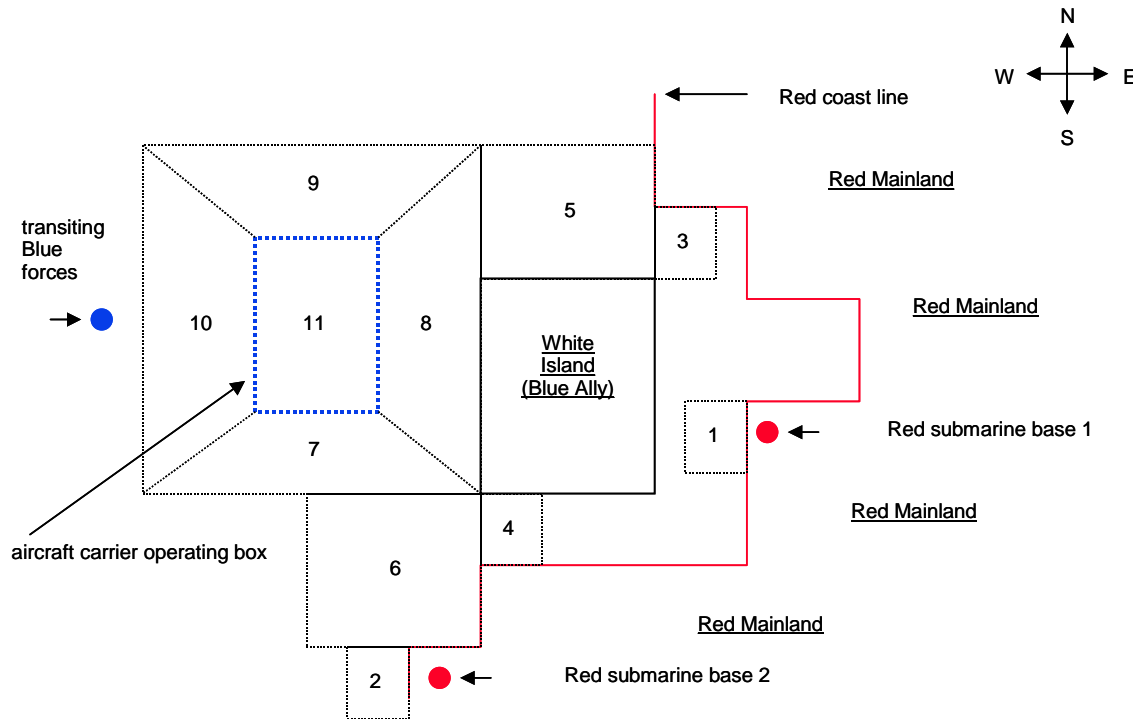 N
W
E
S
Red coast line
Red Mainland
9
5
3
transiting
Blue
forces
Red Mainland
10
11
8
White
Island
(Blue Ally)
1
Red submarine base 1
7
Red Mainland
4
aircraft carrier operating box
6
Red Mainland
2
Red submarine base 2